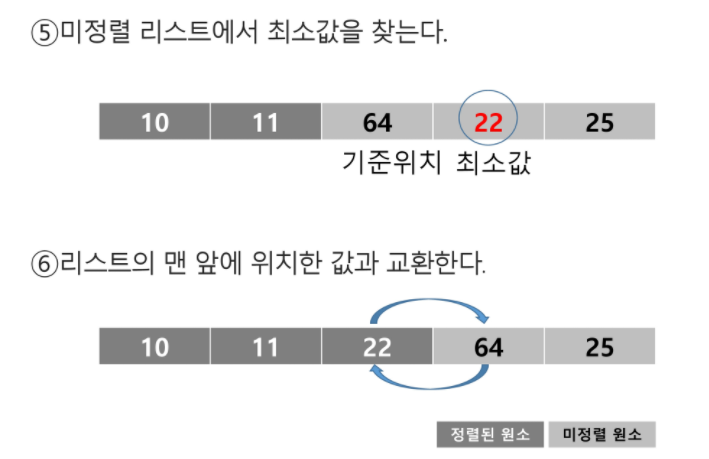 ⑤미정렬 리스트에서 최소값을 찾는다.
10 11 64 22 25
기준위치 최소값
⑥리스트의 맨 앞에 위치한 값과 교환한다.
10 11 22 64 25
정렬된 원소 미정렬 원소